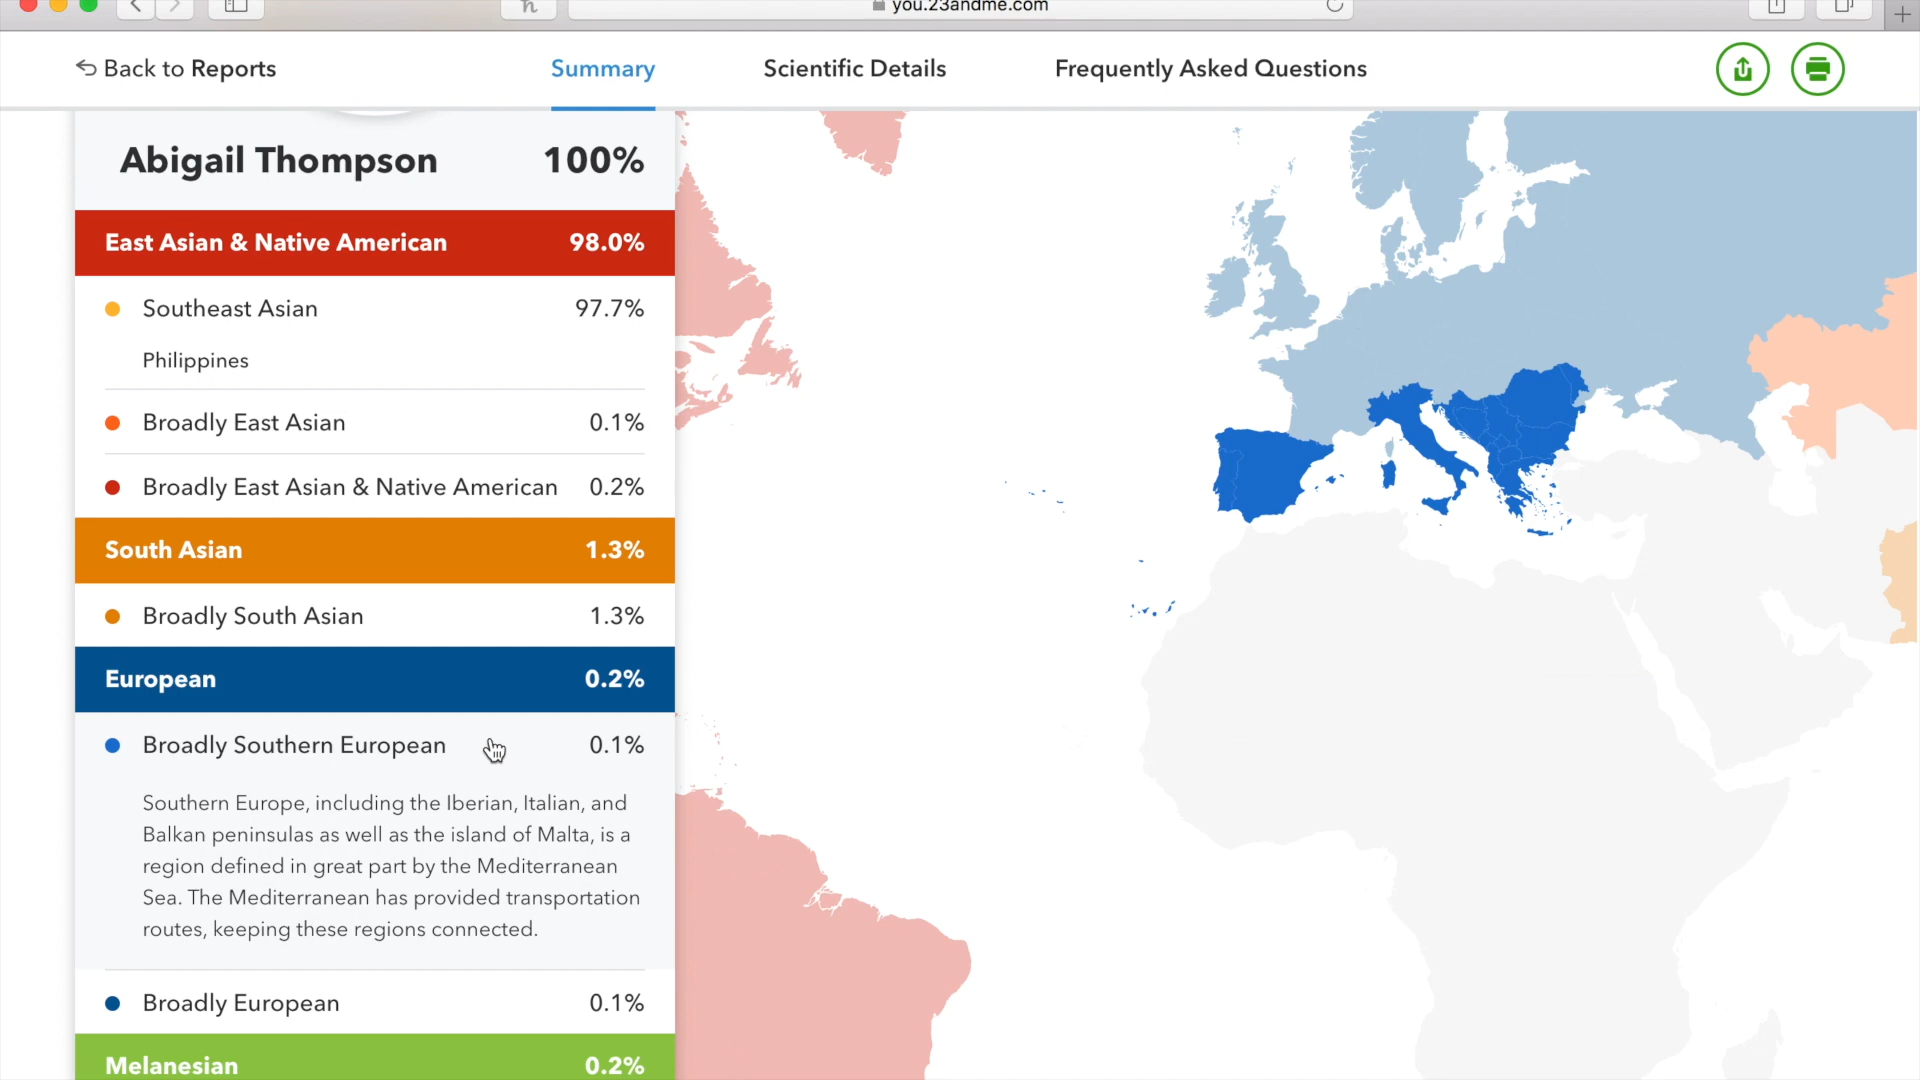 you.23andme.com
Back to Reports
Summary
Scientific Details
Frequently Asked Questions
Abigail Thompson 100%
East Asian & Native American 98.0%
Southeast Asian 97.7%
Philippines
Broadly East Asian 0.1%
Broadly East Asian & Native American 0.2%
South Asian 1.3%
Broadly South Asian 1.3%
European 0.2%
Broadly Southern European 0.1%
Southern Europe, including the Iberian, Italian, and
Balkan peninsulas as well as the island of Malta, is a
region defined in great part by the Mediterranean
Sea. The Mediterranean has provided transportation
routes, keeping these regions connected.
Broadly European 0.1%
Melanesian 0.2%